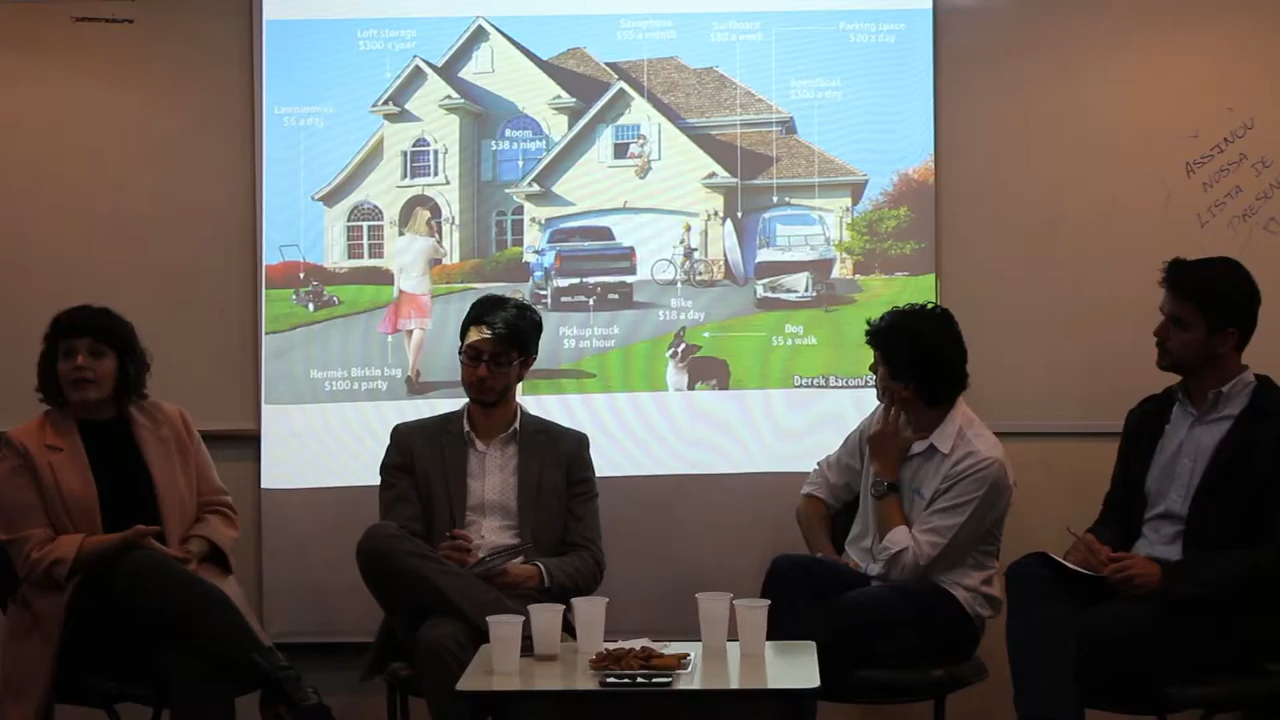 Loft storage
$300 a year
Saxophone
$55 a month
Surfboard
$80 a week
Parking space
$20 a day
Speedboat
$300 a day
Lawnmower
$6 a day
Room
$38 a night
Bike
$18 a day
Pickup truck
$9 an hour
Dog
$5 a walk
Hermès Birkin bag
$100 a party
Derek Bacon/
ASSINOU
NOSSA
LISTA DE